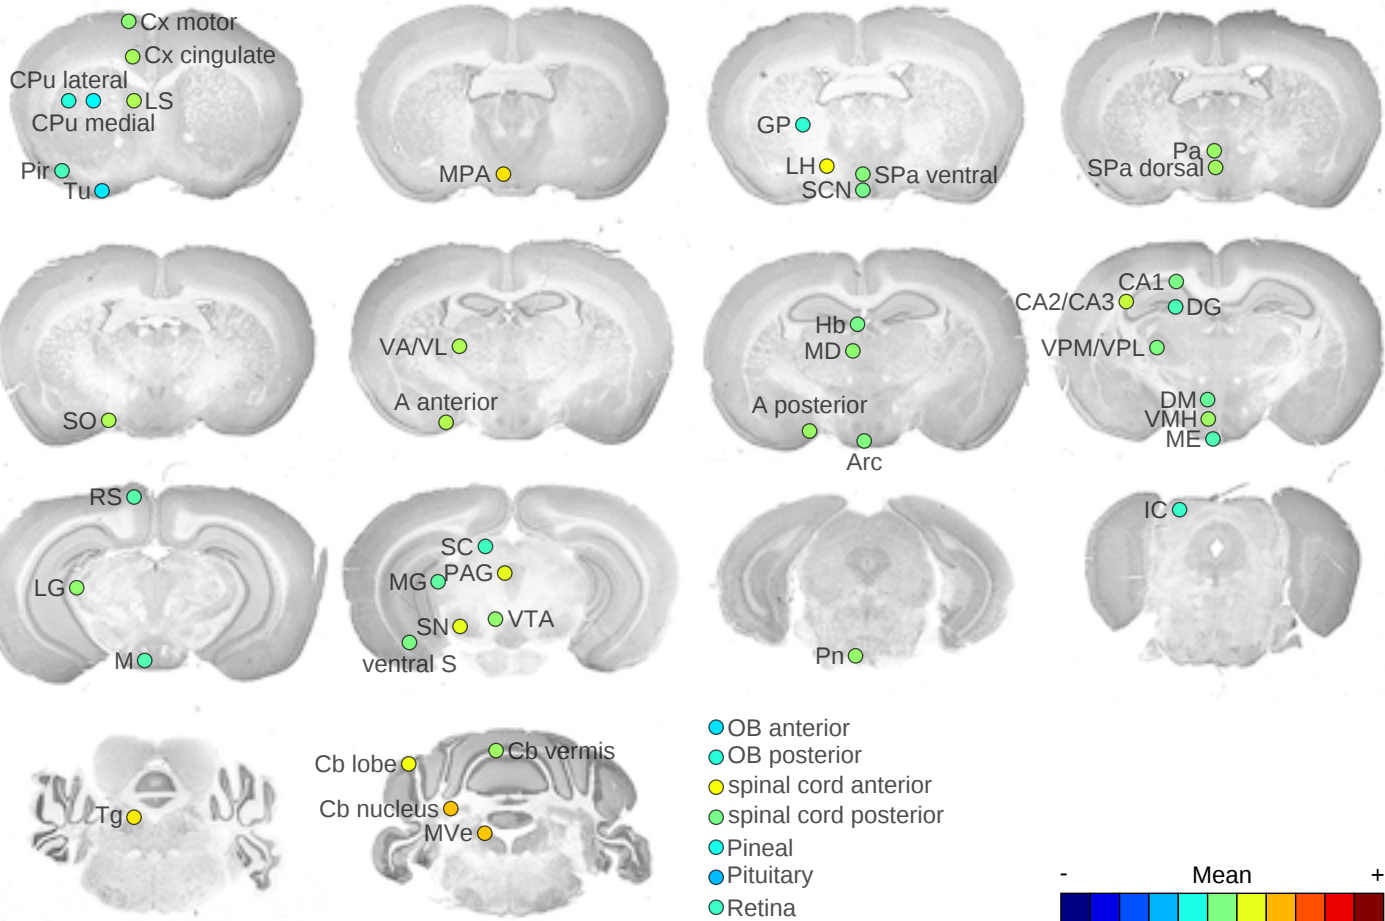 Cx motor
Cx cingulate
CPu lateral
LS
CPu medial
Pir
Tu
MPA
GP
LH
SPa ventral
SCN
Pa
SPa dorsal
SO
VA/VL
A anterior
Hb
MD
A posterior
Arc
CA1
CA2/CA3
DG
VPM/VPL
DM
VMH
ME
RS
LG
M
SC
MG
PAG
SN
VTA
ventral S
Pn
IC
Tg
Cb lobe
Cb vermis
Cb nucleus
MVe
OB anterior
OB posterior
spinal cord anterior
spinal cord posterior
Pineal
Pituitary
Retina
- Mean +